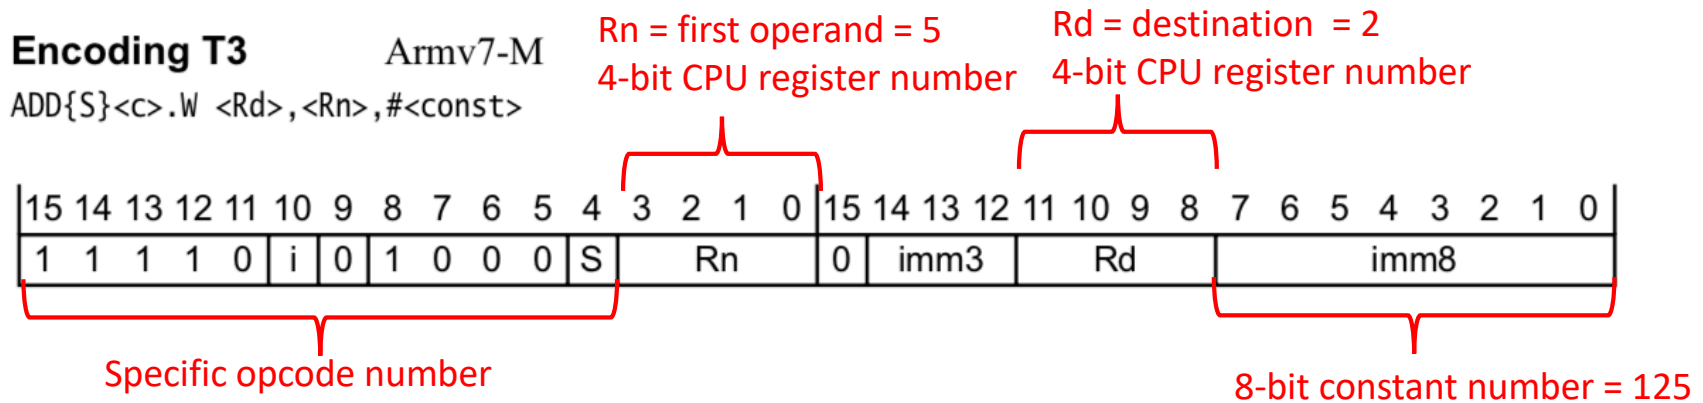 Encoding T3 Armv7-M
ADD{S}<c>.W <Rd>,<Rn>,#<const>
Rn = first operand = 5
4-bit CPU register number
Rd = destination = 2
4-bit CPU register number
15 14 13 12 11 10 9 8 7 6 5 4 3 2 1 0 15 14 13 12 11 10 9 8 7 6 5 4 3 2 1 0
1 1 1 1 0 i 0 1 0 0 0 S Rn 0 imm3 Rd imm8
Specific opcode number
8-bit constant number = 125